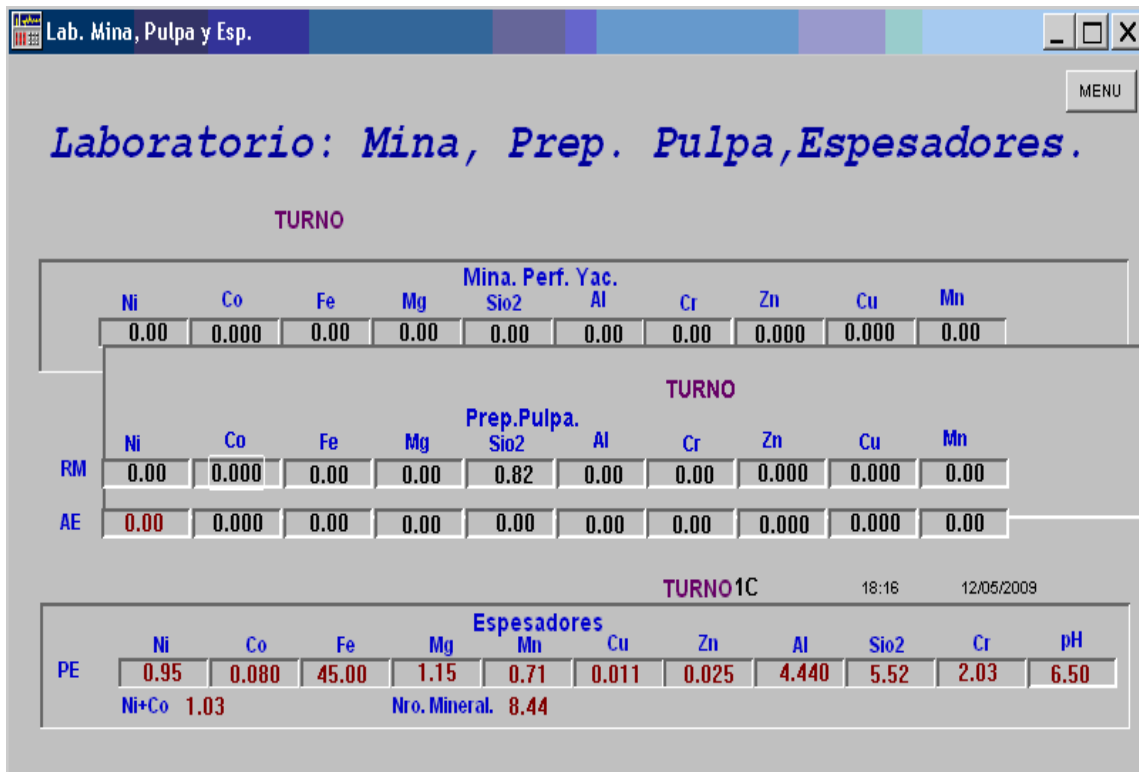 Lab. Mina, Pulpa y Esp.
MENU
Laboratorio: Mina, Prep. Pulpa,Espesadores.
TURNO
Mina. Perf. Yac.
Ni Co Fe Mg Sio2 Al Cr Zn Cu Mn
0.00 0.000 0.00 0.00 0.00 0.00 0.00 0.000 0.000 0.00
TURNO
Prep.Pulpa.
Ni Co Fe Mg Sio2 Al Cr Zn Cu Mn
RM 0.00 0.000 0.00 0.00 0.82 0.00 0.00 0.000 0.000 0.00
AE 0.00 0.000 0.00 0.00 0.00 0.00 0.00 0.000 0.000 0.00
TURNO 1C 18:16 12/05/2009
Espesadores
Ni Co Fe Mg Mn Cu Zn Al Sio2 Cr pH
PE 0.95 0.080 45.00 1.15 0.71 0.011 0.025 4.440 5.52 2.03 6.50
Ni+Co 1.03 Nro. Mineral. 8.44